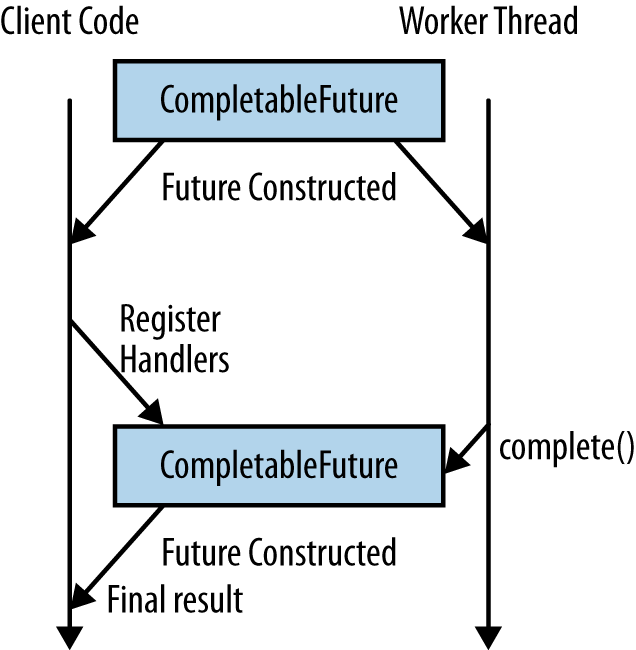 Client Code
Worker Thread
CompletableFuture
Future Constructed
Register
Handlers
CompletableFuture
complete()
Future Constructed
Final result